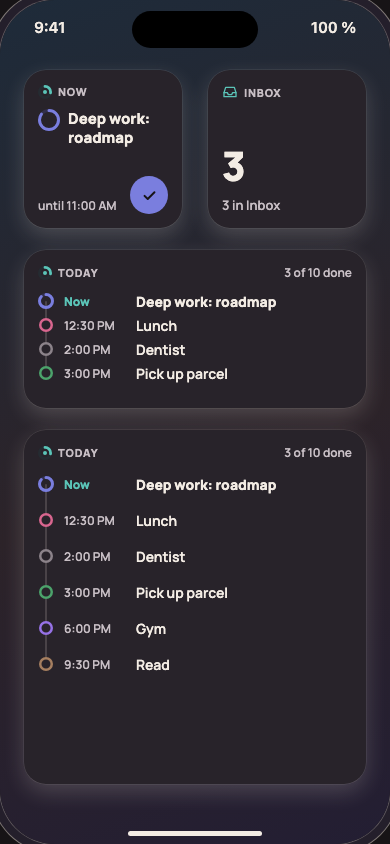 9:41
100 %
NOW
Deep work:
roadmap
until 11:00 AM
INBOX
3
3 in Inbox
TODAY 3 of 10 done
Now Deep work: roadmap
12:30 PM Lunch
2:00 PM Dentist
3:00 PM Pick up parcel
TODAY 3 of 10 done
Now Deep work: roadmap
12:30 PM Lunch
2:00 PM Dentist
3:00 PM Pick up parcel
6:00 PM Gym
9:30 PM Read